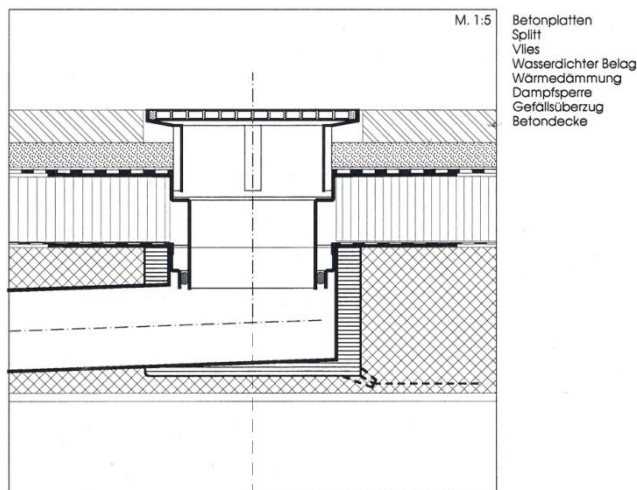 M. 1:5
Betonplatten
Splitt
Vlies
Wasserdichter Belag
Wärmedämmung
Dampfsperre
Gefällsüberzug
Betondecke